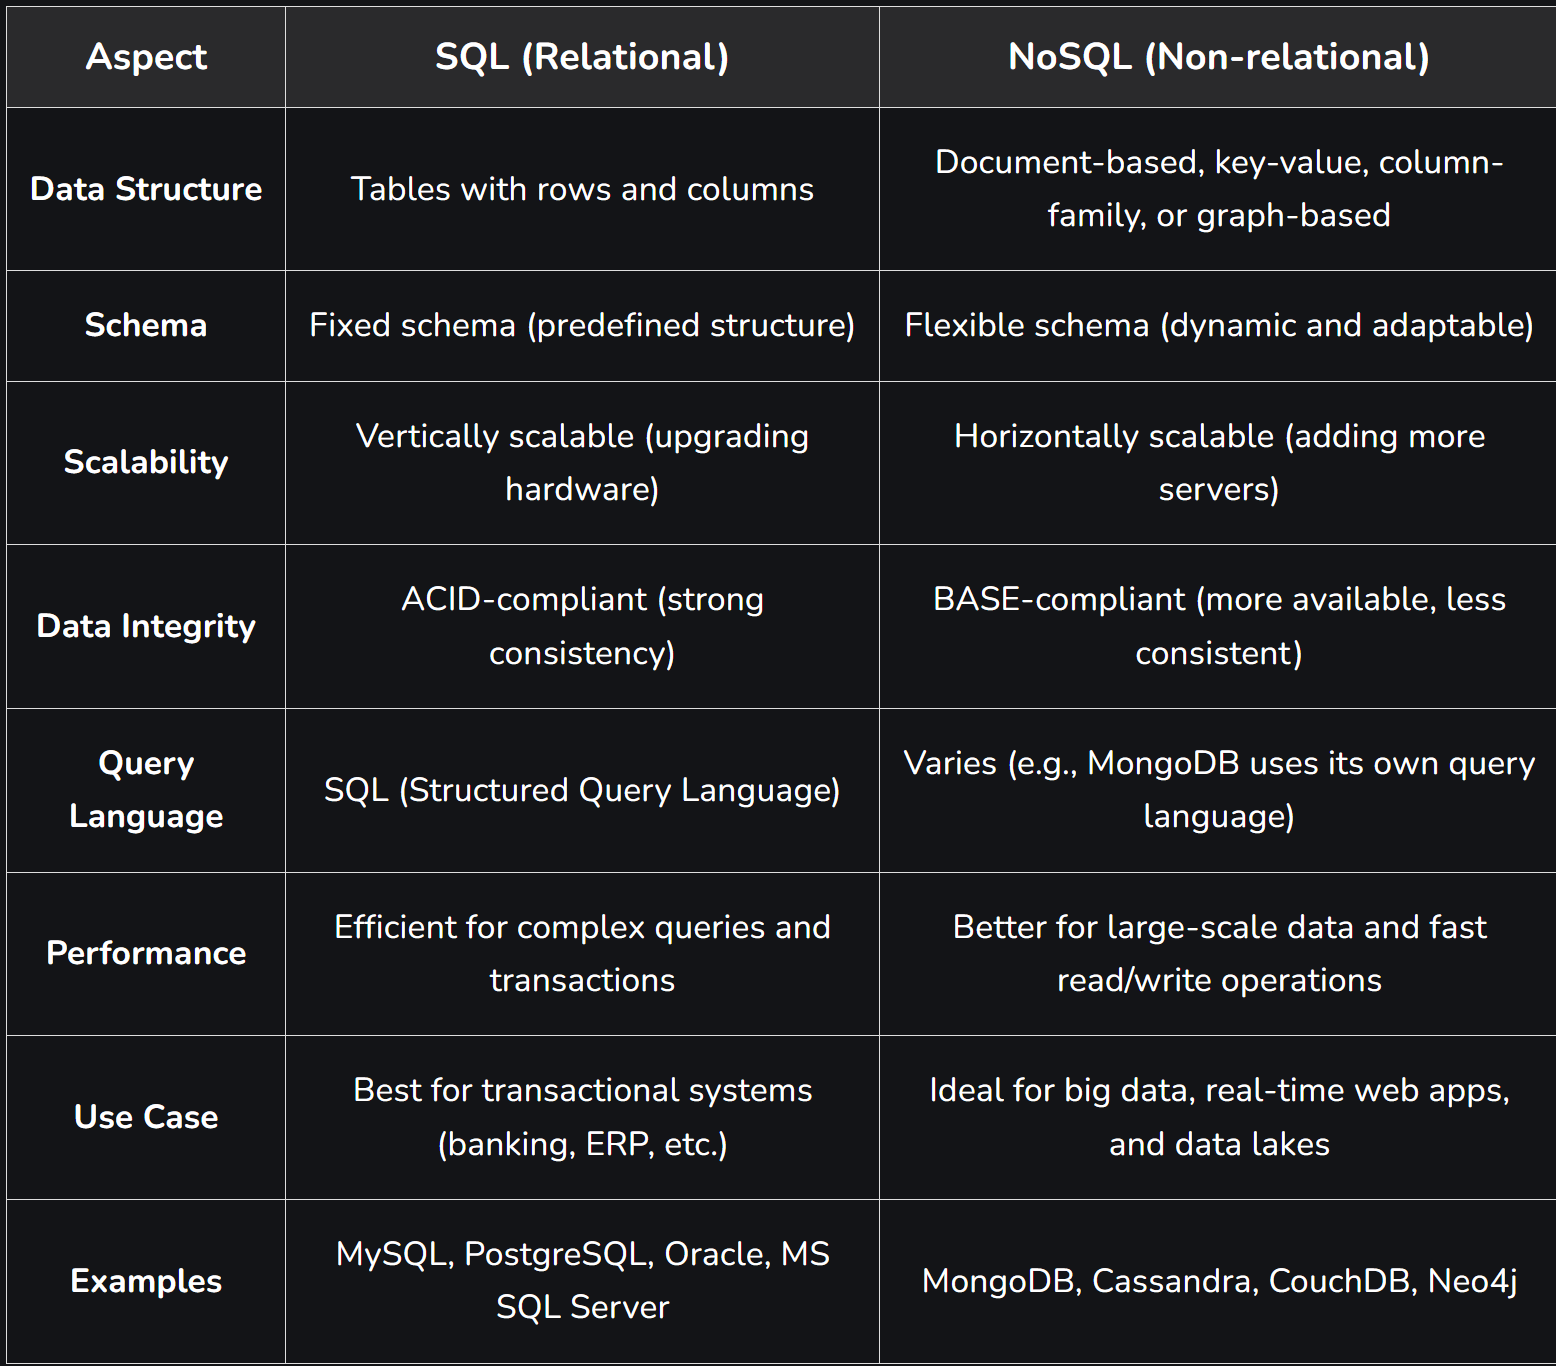 Aspect
SQL (Relational)
NoSQL (Non-relational)
Data Structure
Tables with rows and columns
Document-based, key-value, column-
family, or graph-based
Schema
Fixed schema (predefined structure)
Flexible schema (dynamic and adaptable)
Scalability
Vertically scalable (upgrading
hardware)
Horizontally scalable (adding more
servers)
Data Integrity
ACID-compliant (strong
consistency)
BASE-compliant (more available, less
consistent)
Query
Language
SQL (Structured Query Language)
Varies (e.g., MongoDB uses its own query
language)
Performance
Efficient for complex queries and
transactions
Better for large-scale data and fast
read/write operations
Use Case
Best for transactional systems
(banking, ERP, etc.)
Ideal for big data, real-time web apps,
and data lakes
Examples
MySQL, PostgreSQL, Oracle, MS
SQL Server
MongoDB, Cassandra, CouchDB, Neo4j